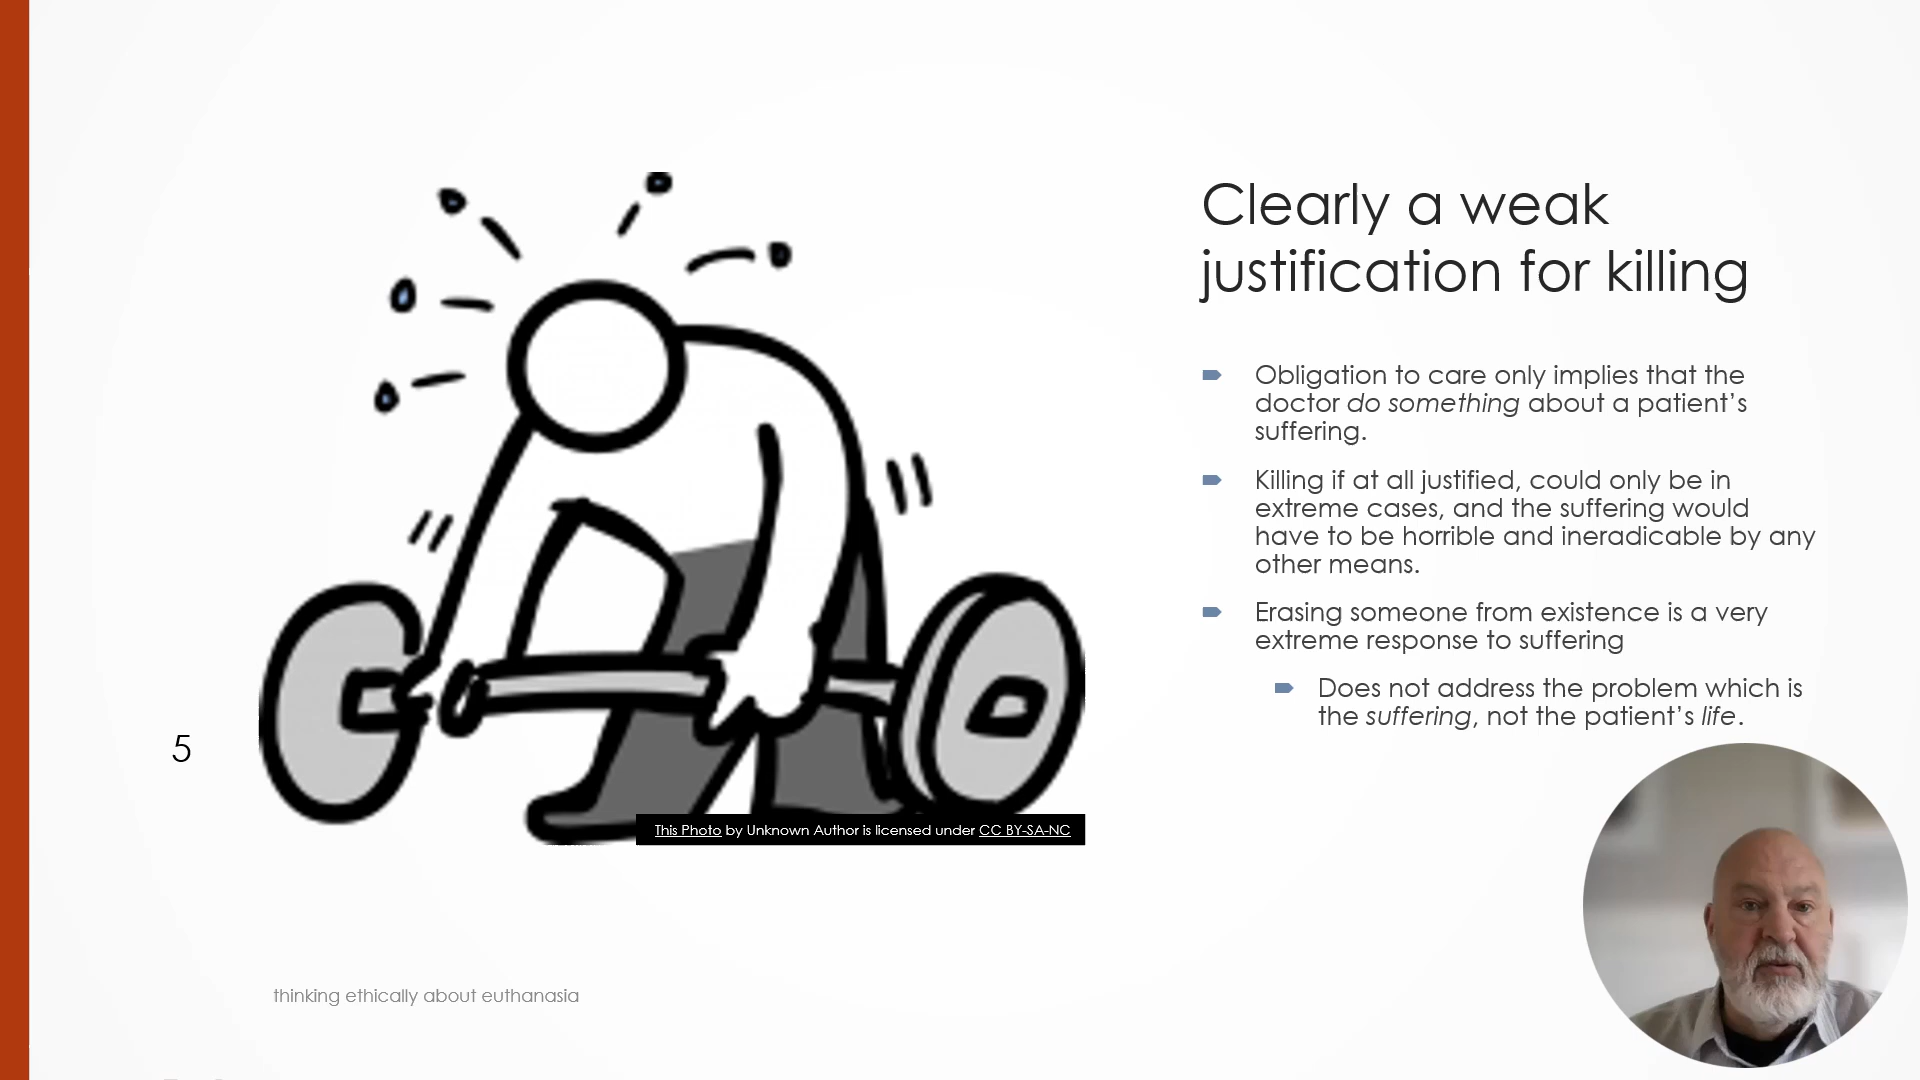 Clearly a weak
justification for killing
Obligation to care only implies that the
doctor do something about a patient’s
suffering.
Killing if at all justified, could only be in
extreme cases, and the suffering would
have to be horrible and ineradicable by any
other means.
Erasing someone from existence is a very
extreme response to suffering
Does not address the problem which is
the suffering, not the patient’s life.
5
This Photo by Unknown Author is licensed under CC BY-SA-NC
thinking ethically about euthanasia